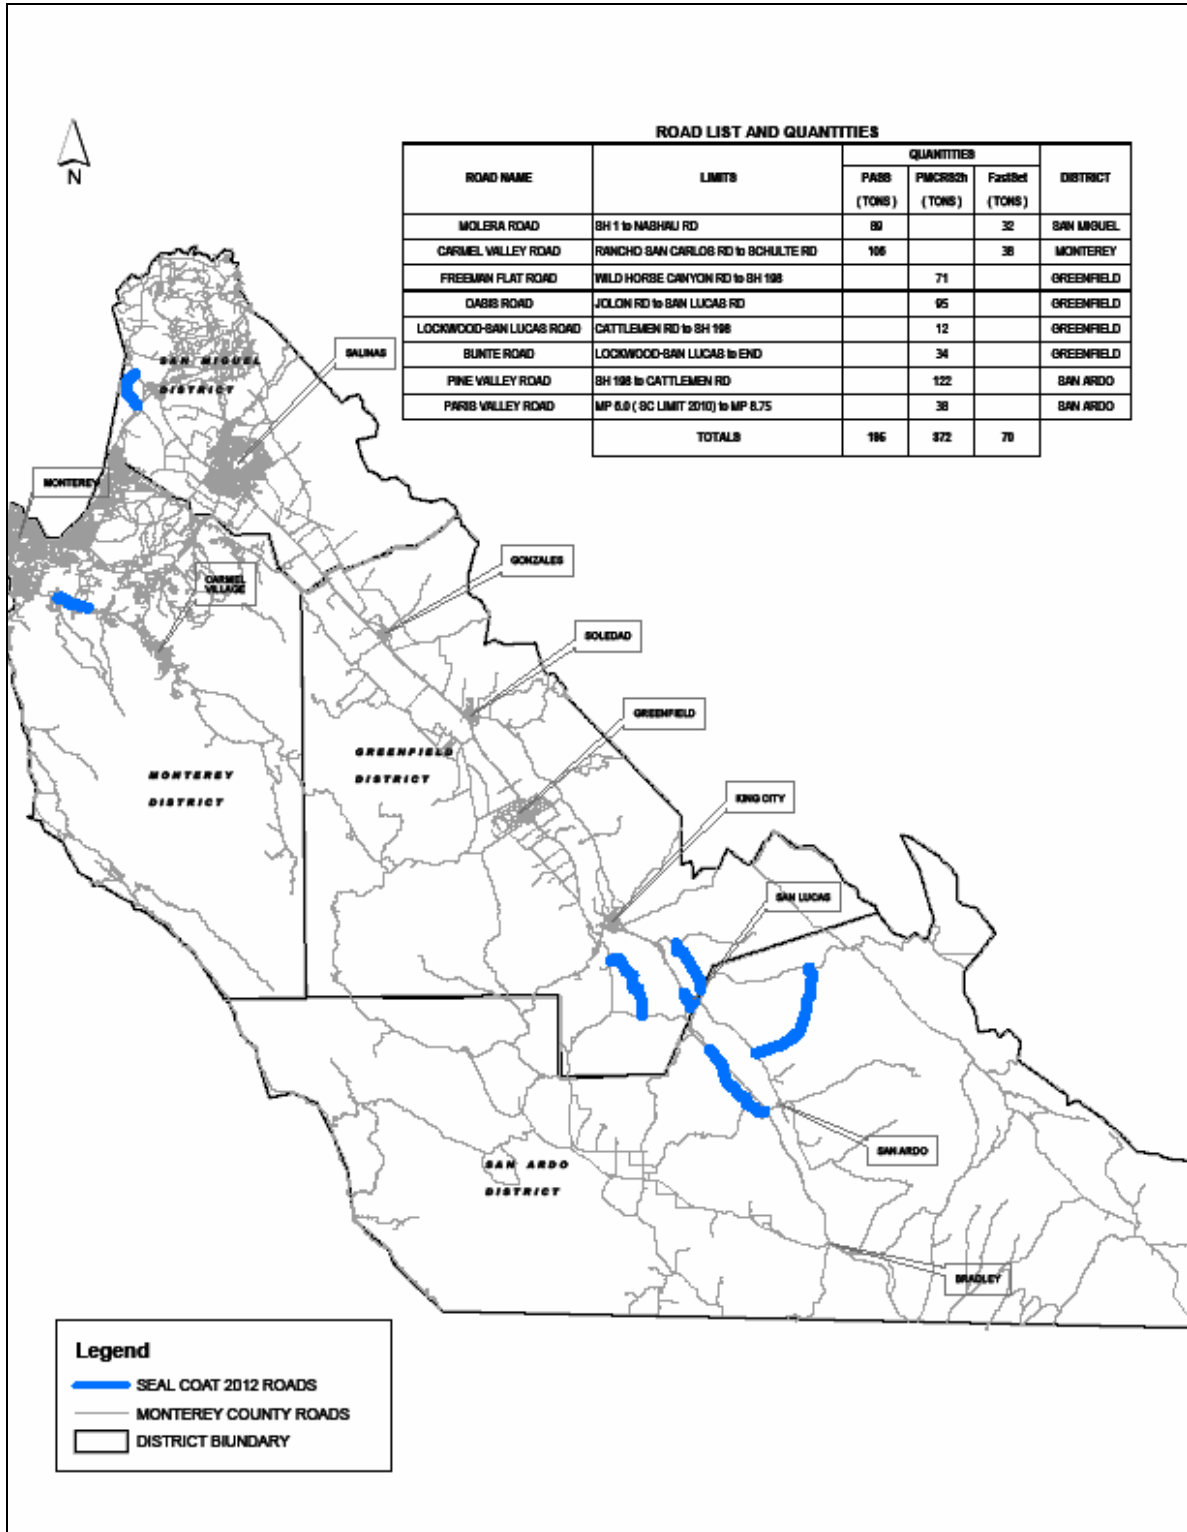 N
ROAD LIST AND QUANTITIES
ROAD NAME LIMITS QUANTITIES DISTRICT
PASS PMCRS2h FastSet
(TONS) (TONS) (TONS)
MOLERA ROAD SH 1 to NASHAU RD 89 32 SAN MIGUEL
CARMEL VALLEY ROAD RANCHO SAN CARLOS RD to SCHULTE RD 106 38 MONTEREY
FREEMAN FLAT ROAD WILD HORSE CANYON RD to SH 198 71 GREENFIELD
OASIS ROAD JOLON RD to SAN LUCAS RD 95 GREENFIELD
LOCKWOOD-SAN LUCAS ROAD CATTLEMEN RD to SH 198 12 GREENFIELD
BUNTE ROAD LOCKWOOD-SAN LUCAS to END 34 GREENFIELD
PINE VALLEY ROAD SH 198 to CATTLEMEN RD 122 SAN ARDO
PARIS VALLEY ROAD MP 6.0 ( SC LIMIT 2010) to MP 8.75 38 SAN ARDO
TOTALS 195 372 70
SALINAS
SAN MIGUEL
DISTRICT
MONTEREY
GONZALES
CARMEL
VILLAGE
SOLEDAD
GREENFIELD
GREENFIELD
DISTRICT
MONTEREY
DISTRICT
KING CITY
SAN LUCAS
SAN ARDO
SAN ARDO
DISTRICT
BRADLEY
Legend
SEAL COAT 2012 ROADS
MONTEREY COUNTY ROADS
DISTRICT BIUNDARY